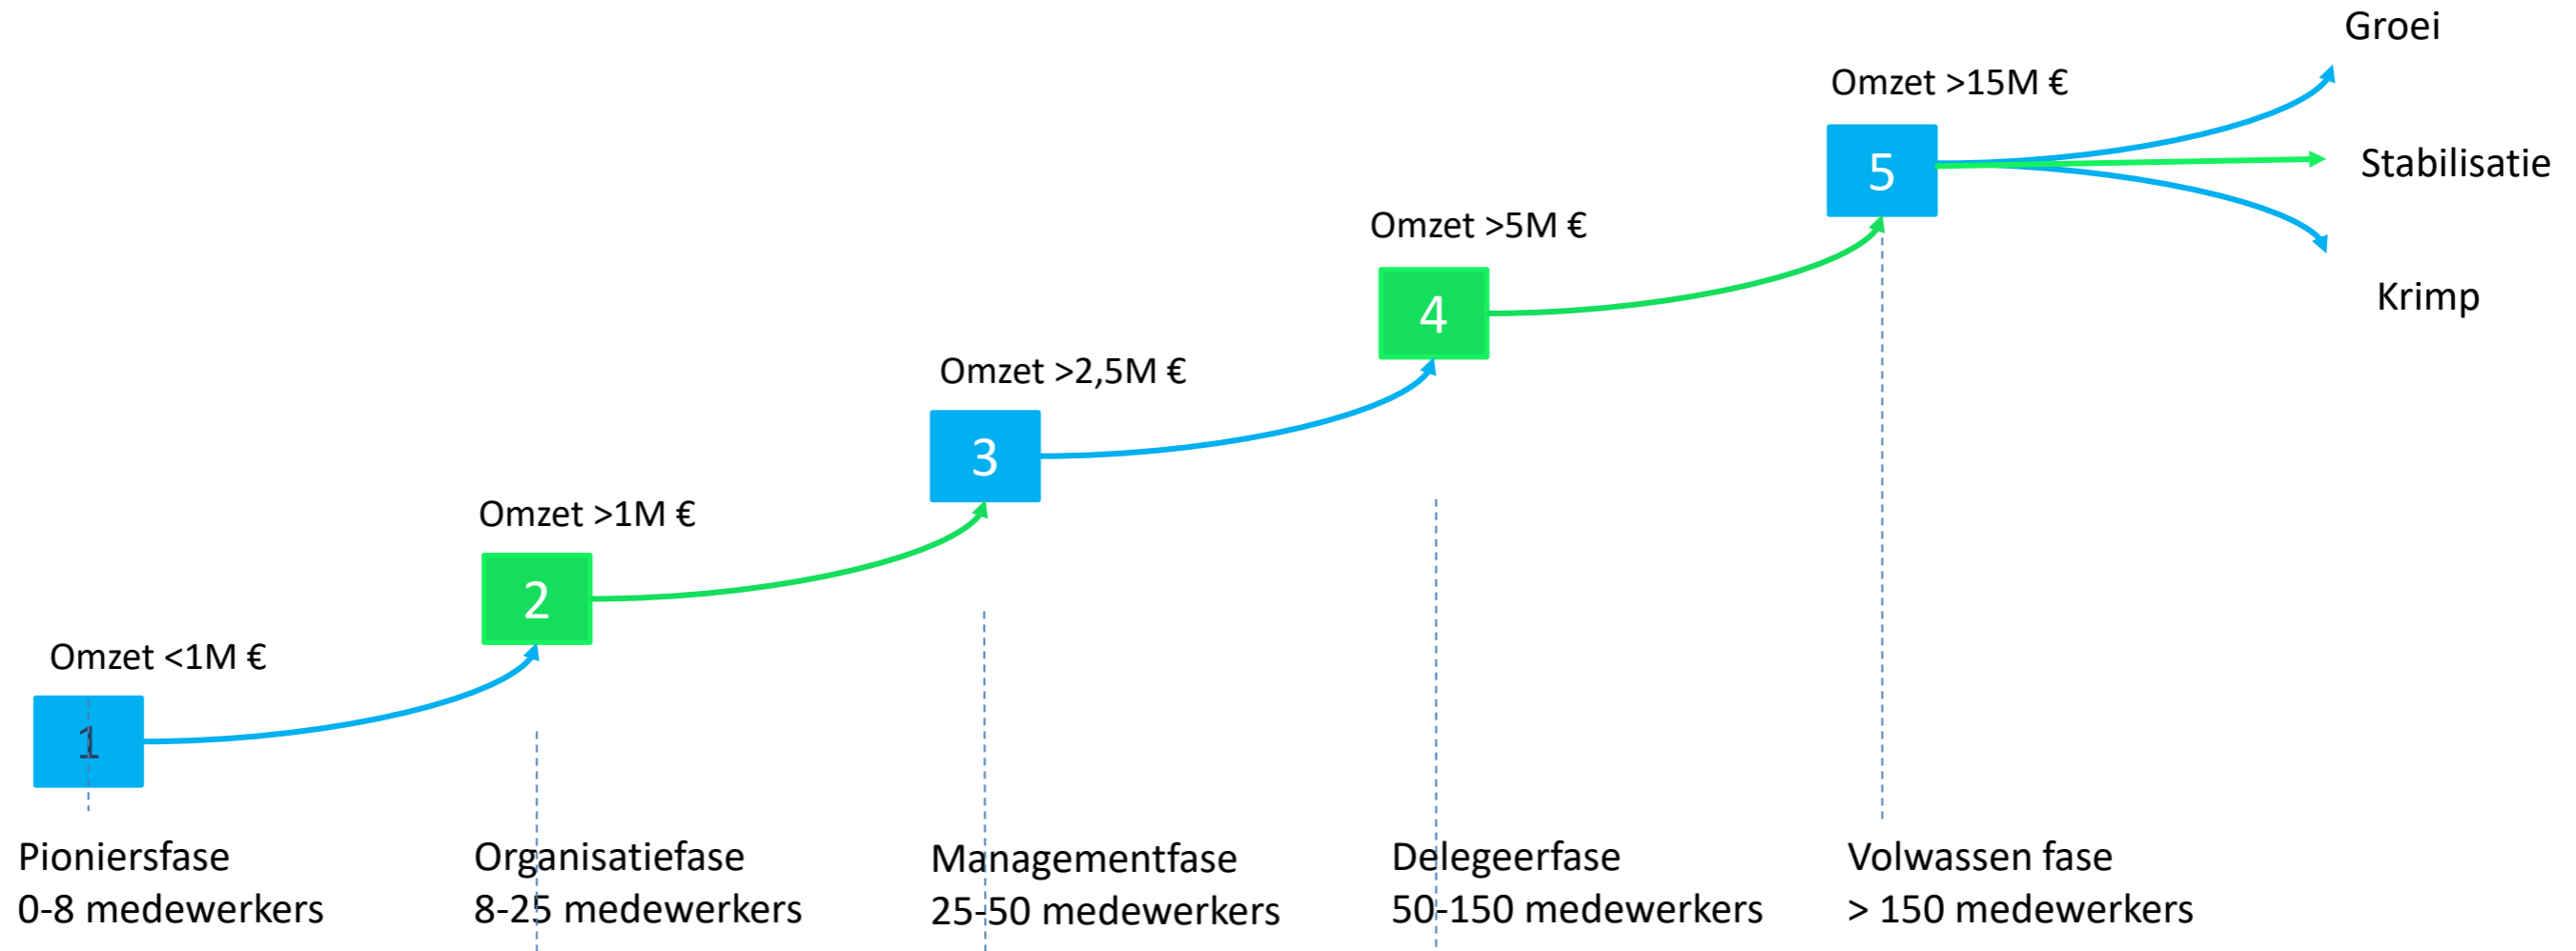 Groei
Omzet >15M €
5
Stabilisatie
Omzet >5M €
Krimp
4
Omzet >2,5M €
3
Omzet >1M €
2
Omzet <1M €
1
Pioniersfase
0-8 medewerkers
Organisatiefase
8-25 medewerkers
Managementfase
25-50 medewerkers
Delegeerfase
50-150 medewerkers
Volwassen fase
> 150 medewerkers